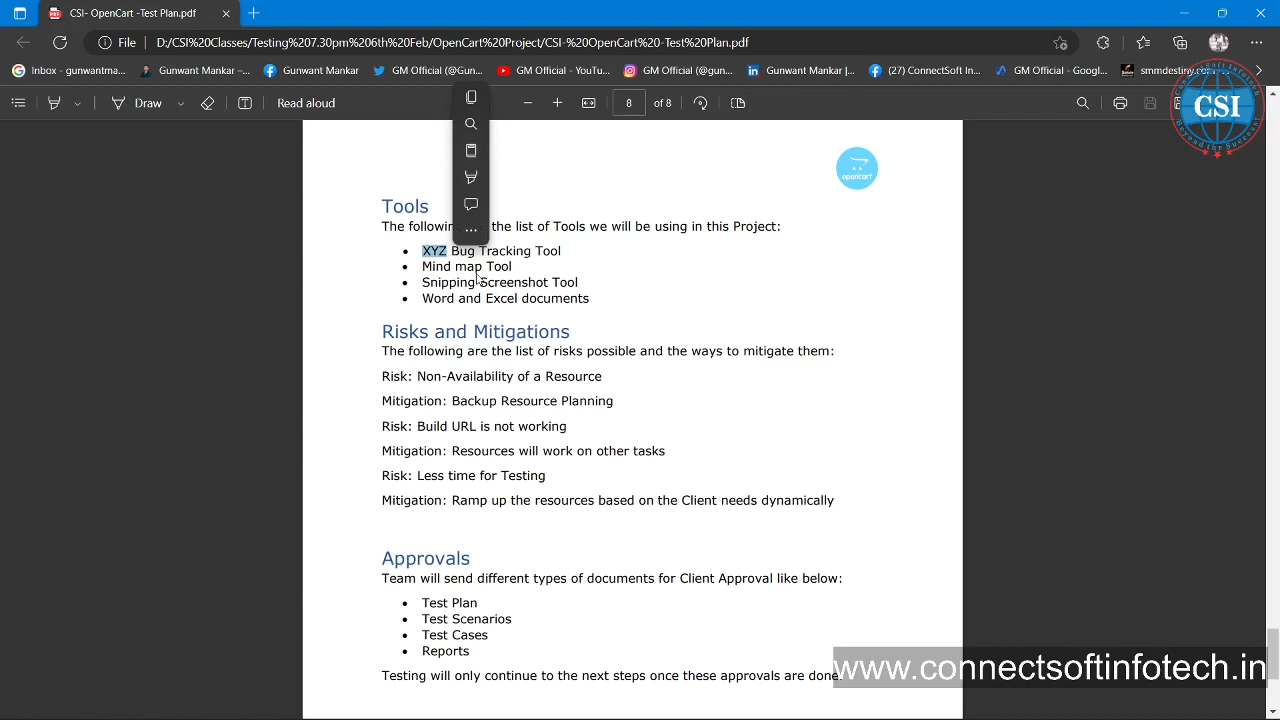 CSI- OpenCart -Test Plan.pdf
File
D:/CSI%20Classes/Testing%207.30pm%206th%20Feb/OpenCart%20Project/CSI-%20OpenCart%20-Test%20Plan.pdf
Inbox - gunwantma...
Gunwant Mankar –...
Gunwant Mankar
GM Official (@Gun...
GM Official - YouTu...
GM Official (@gun...
Gunwant Mankar |...
(27) ConnectSoft In...
GM Official - Googl...
smmdestiny.com
Draw
Read aloud
8 of 8
CSI
Beyond the Success!
opencart
Tools
The following the list of Tools we will be using in this Project:
• XYZ Bug Tracking Tool
• Mind map Tool
• Snipping Screenshot Tool
• Word and Excel documents
Risks and Mitigations
The following are the list of risks possible and the ways to mitigate them:
Risk: Non-Availability of a Resource
Mitigation: Backup Resource Planning
Risk: Build URL is not working
Mitigation: Resources will work on other tasks
Risk: Less time for Testing
Mitigation: Ramp up the resources based on the Client needs dynamically
Approvals
Team will send different types of documents for Client Approval like below:
• Test Plan
• Test Scenarios
• Test Cases
• Reports
Testing will only continue to the next steps once these approvals are done.
www.connectsoftinfotech.in